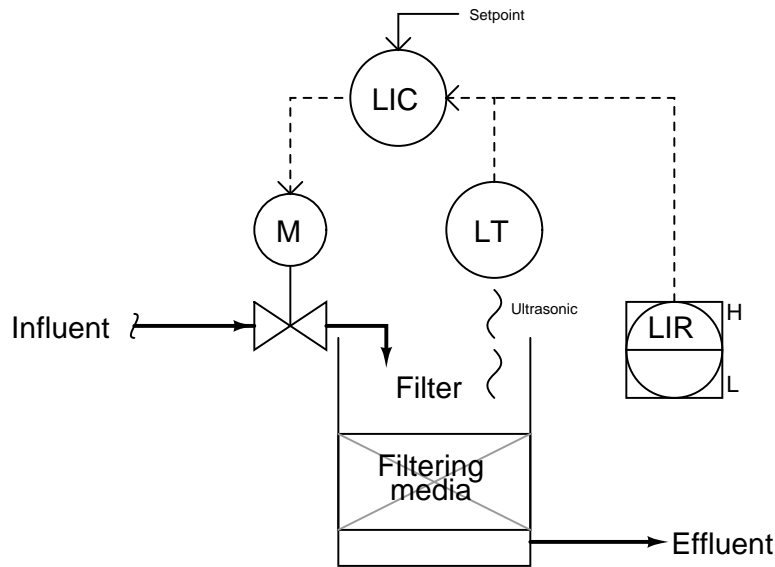 Setpoint
LIC
M
LT
Influent
Ultrasonic
LIR
H
L
Filter
Filtering
media
Effluent